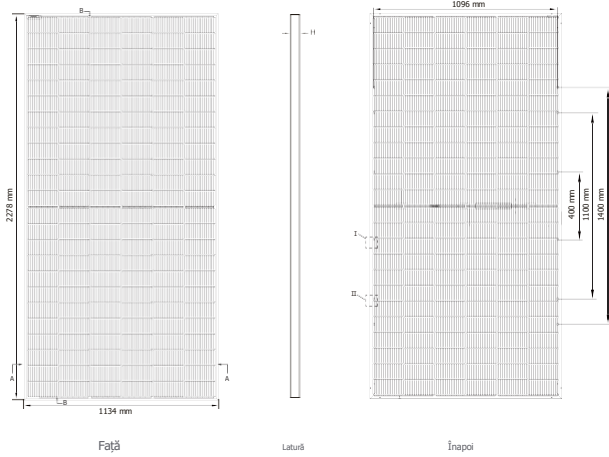 B
1096 mm
H
2278 mm
400 mm
1100 mm
1400 mm
I
II
A
A
B
1134 mm
Față
Latură
Înapoi